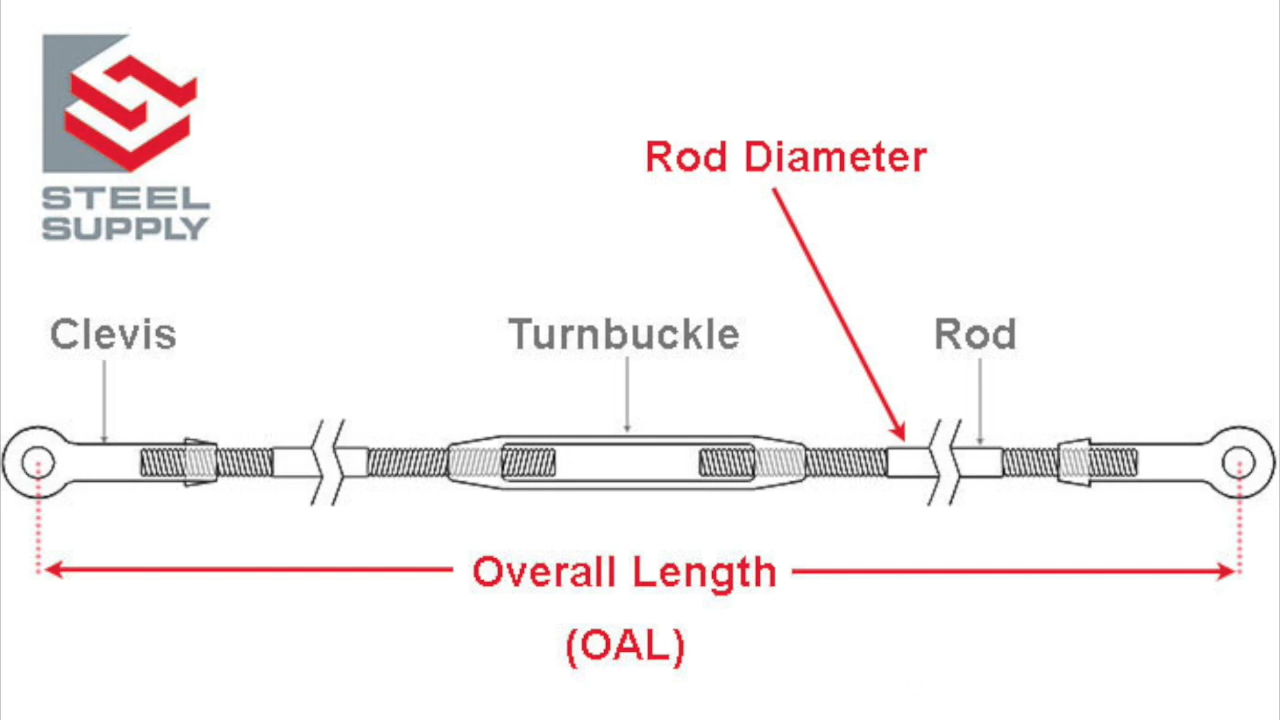 STEEL
SUPPLY
Rod Diameter
Clevis
Turnbuckle
Rod
Overall Length
(OAL)